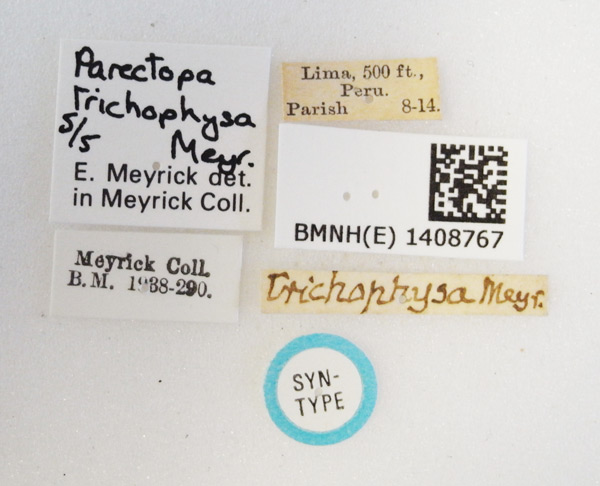 Parectopa
trichophysa
5/5 Meyr.
E. Meyrick det.
in Meyrick Coll.
Lima, 500 ft.,
Peru.
Parish 8-14.
BMNH(E) 1408767
Meyrick Coll.
B.M. 1938-290.
Trichophysa Meyr.
SYN-
TYPE